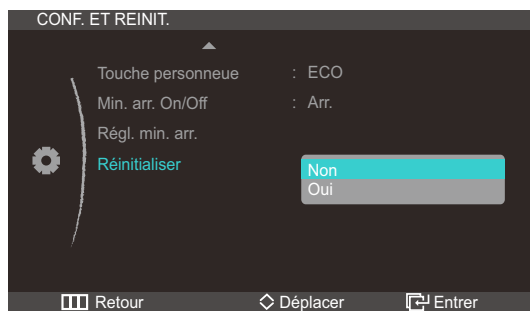 CONF. ET REINIT.
Touche personneue : ECO
Min. arr. On/Off : Arr.
Régl. min. arr.
Réinitialiser
Non
Oui
Retour Déplacer Entrer